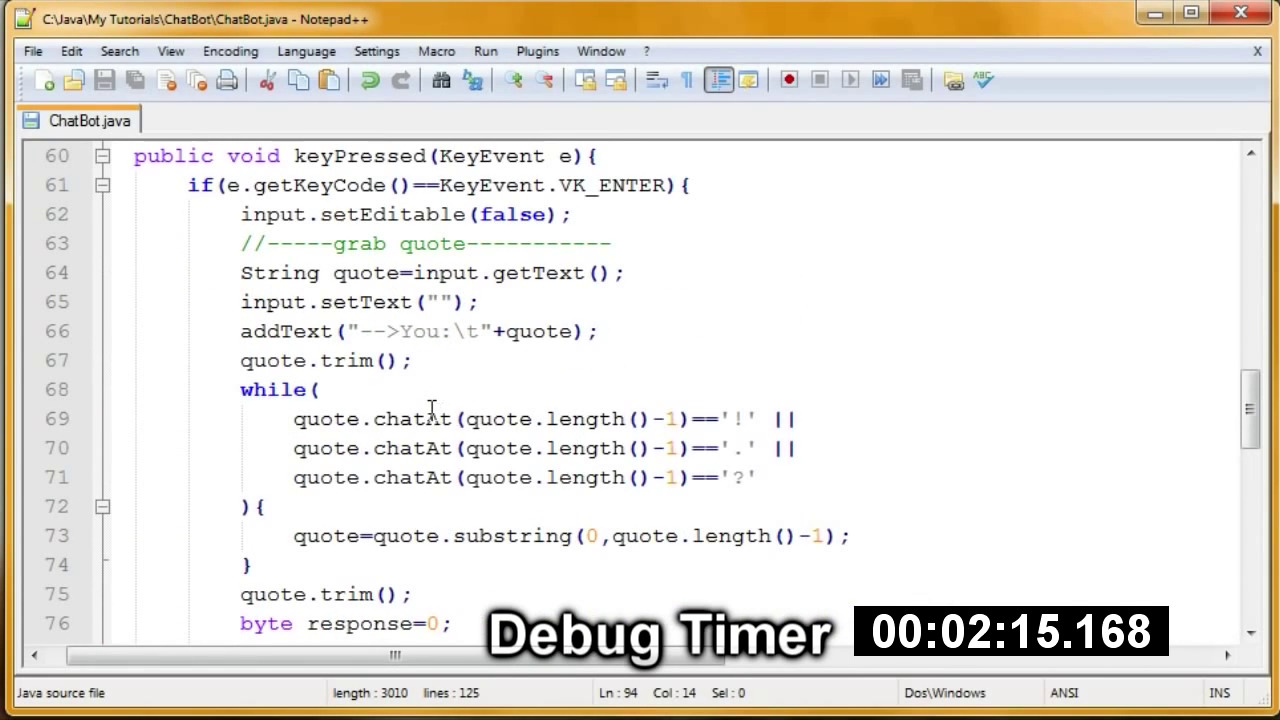 C:\Java\My Tutorials\ChatBot\ChatBot.java - Notepad++
File Edit Search View Encoding Language Settings Macro Run Plugins Window ? X
ABC
ChatBot.java
60 public void keyPressed(KeyEvent e){
61 if(e.getKeyCode()==KeyEvent.VK_ENTER){
62 input.setEditable(false);
63 //-----grab quote-----------
64 String quote=input.getText();
65 input.setText("");
66 addText("-->You:\t"+quote);
67 quote.trim();
68 while(
69 quote.chatAt(quote.length()-1)=='!' ||
70 quote.chatAt(quote.length()-1)=='.' ||
71 quote.chatAt(quote.length()-1)=='?'
72 ){
73 quote=quote.substring(0,quote.length()-1);
74 }
75 quote.trim();
76 byte response=0;
Debug Timer 00:02:15.168
Java source file length : 3010 lines : 125 Ln : 94 Col : 14 Sel : 0 Dos\Windows ANSI INS